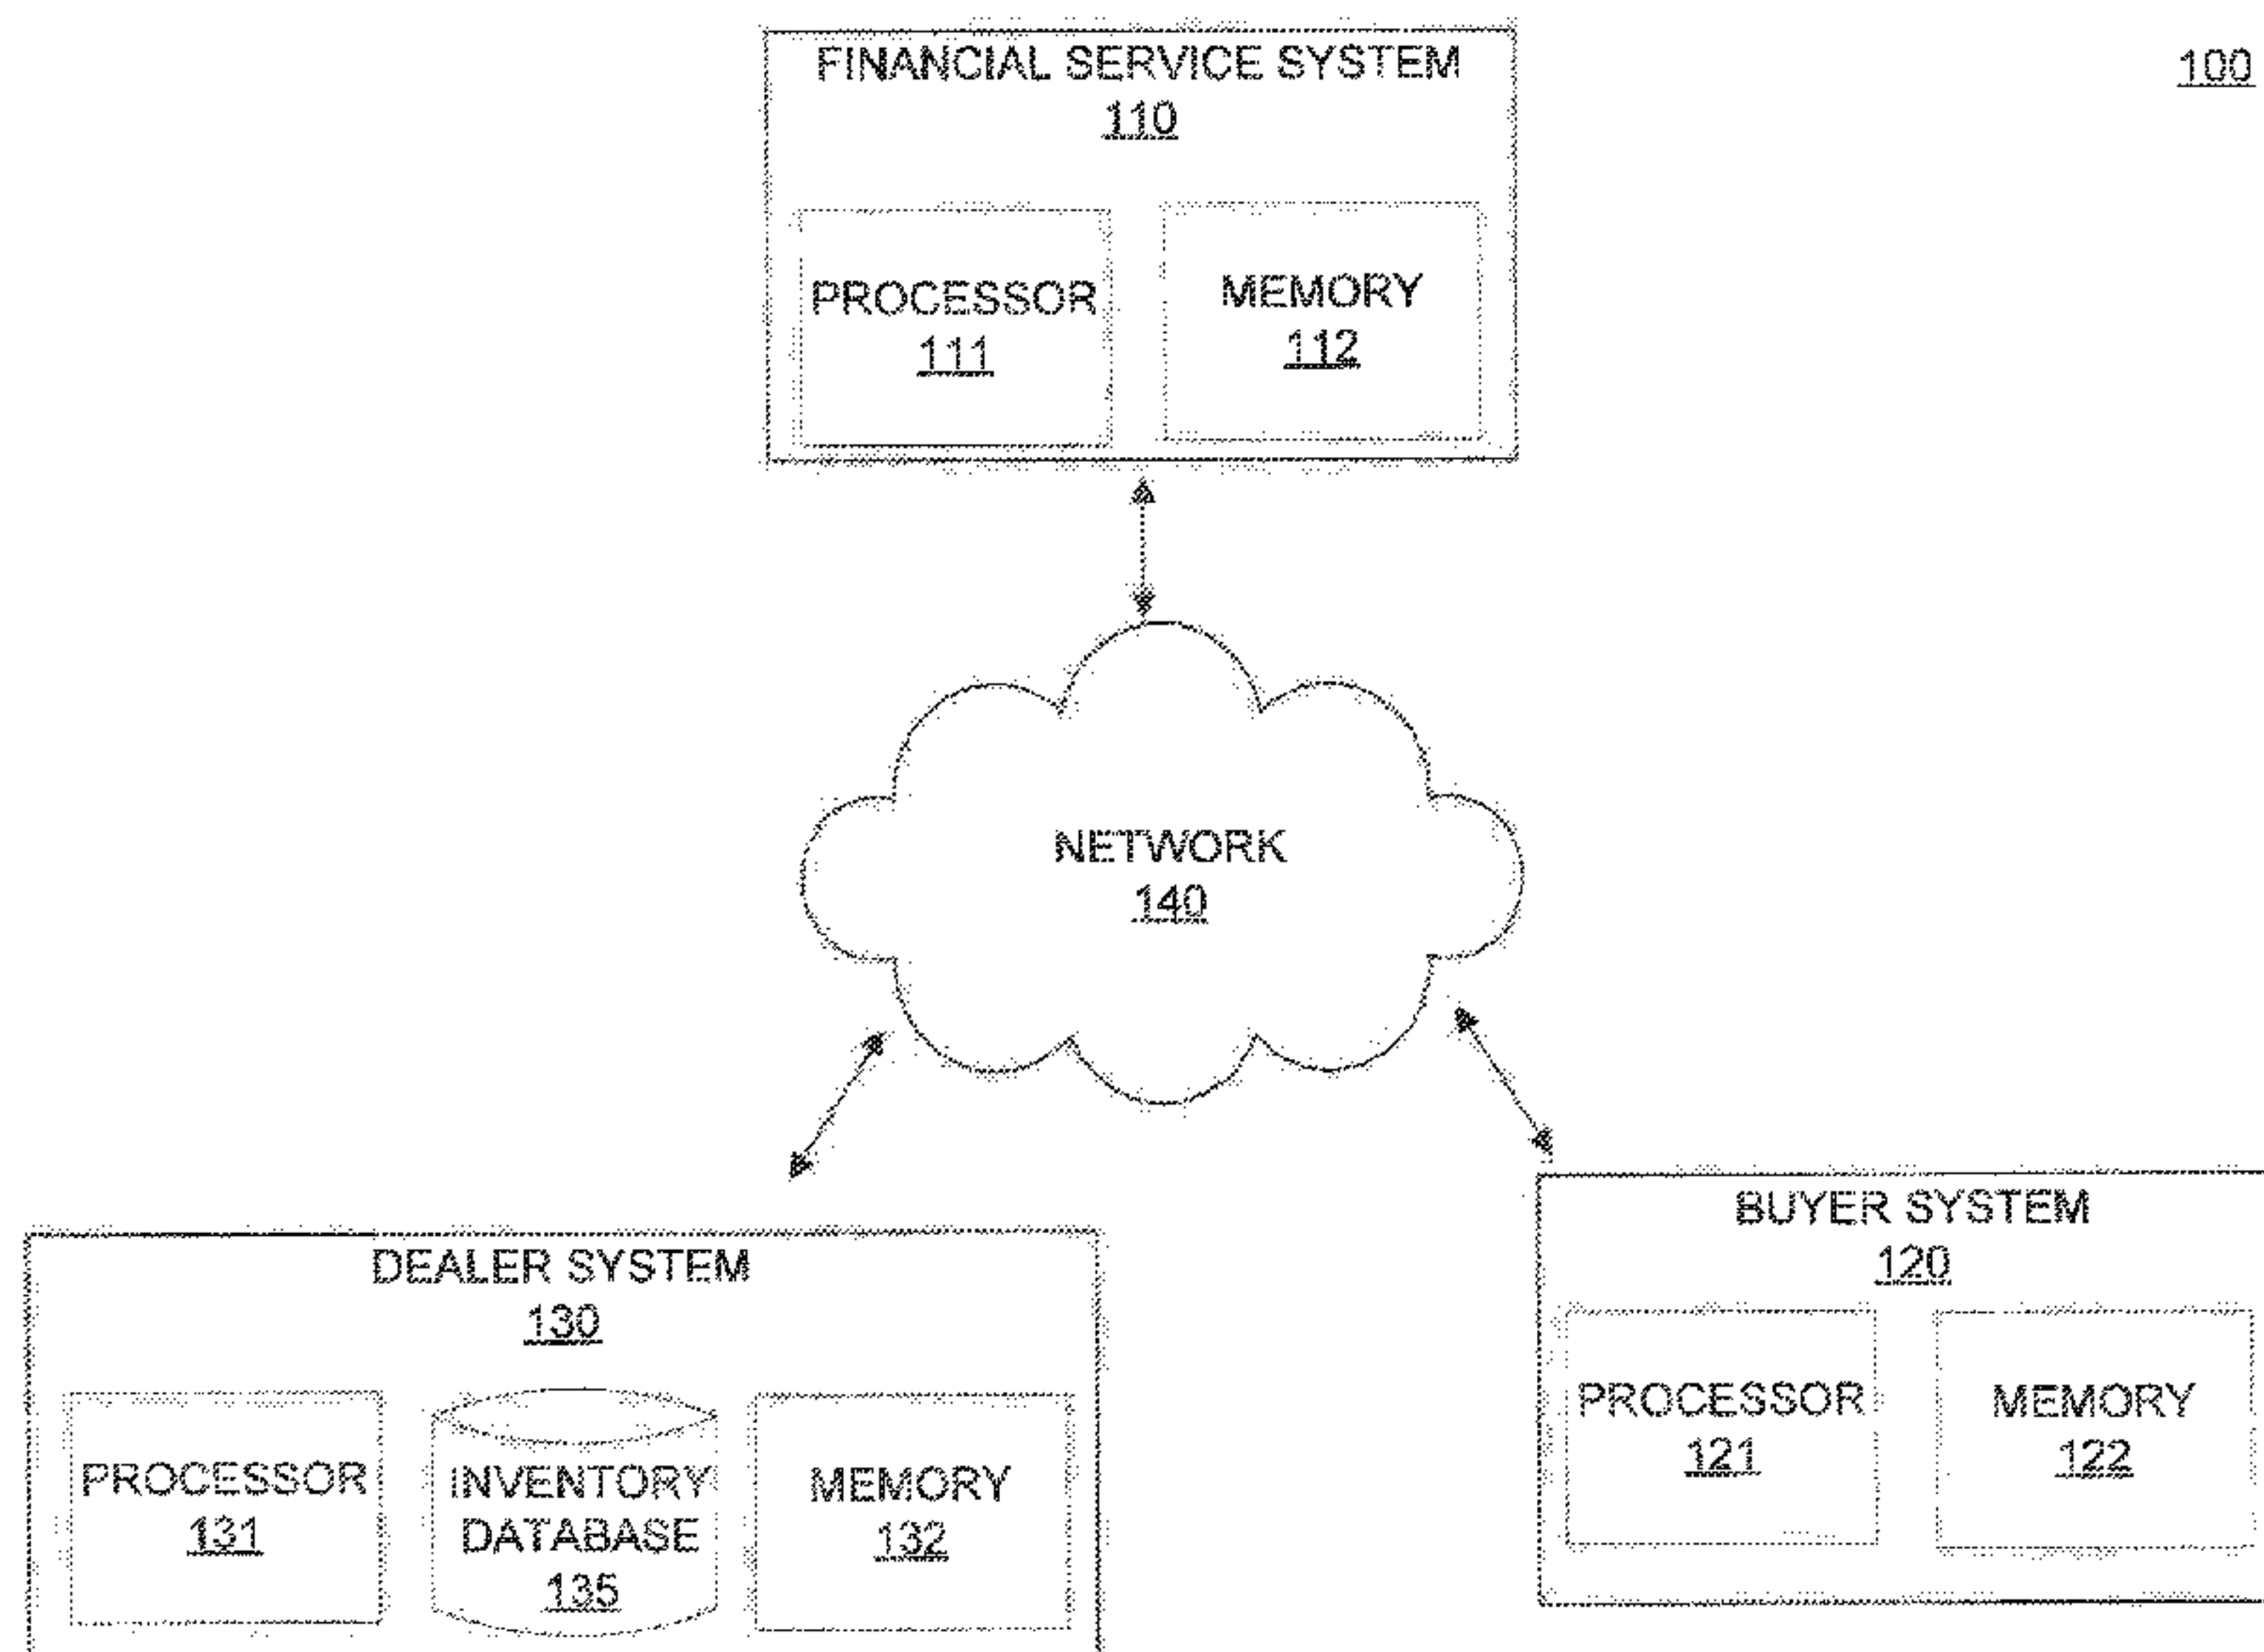 FINANCIAL SERVICE SYSTEM
110
100
PROCESSOR
111
MEMORY
112
NETWORK
140
DEALER SYSTEM
130
PROCESSOR
131
INVENTORY
DATABASE
135
MEMORY
132
BUYER SYSTEM
120
PROCESSOR
121
MEMORY
122